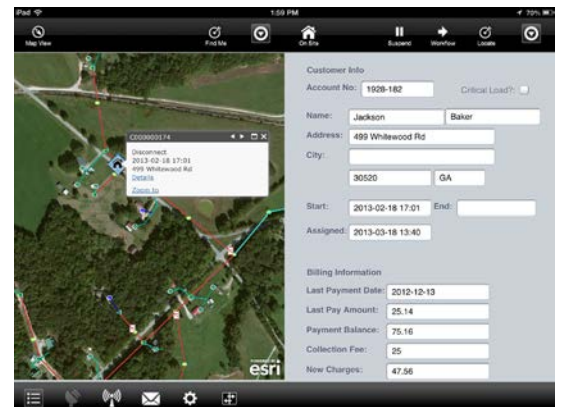 iPad 1:59 PM 70%
Map View Find Me On Site Suspend Workflow Locate
Customer Info
Account No: 1928-182 Critical Load?:
Name: Jackson Baker
Address: 499 Whitewood Rd
City:
30520 GA
Start: 2013-02-18 17:01 End:
Assigned: 2013-03-18 13:40
Billing Information
Last Payment Date: 2012-12-13
Last Pay Amount: 25.14
Payment Balance: 75.16
Collection Fee: 25
New Charges: 47.56
Disconnect
2013-02-18 17:01
499 Whitewood Rd
Details
Zoom to
POWERED BY
esri